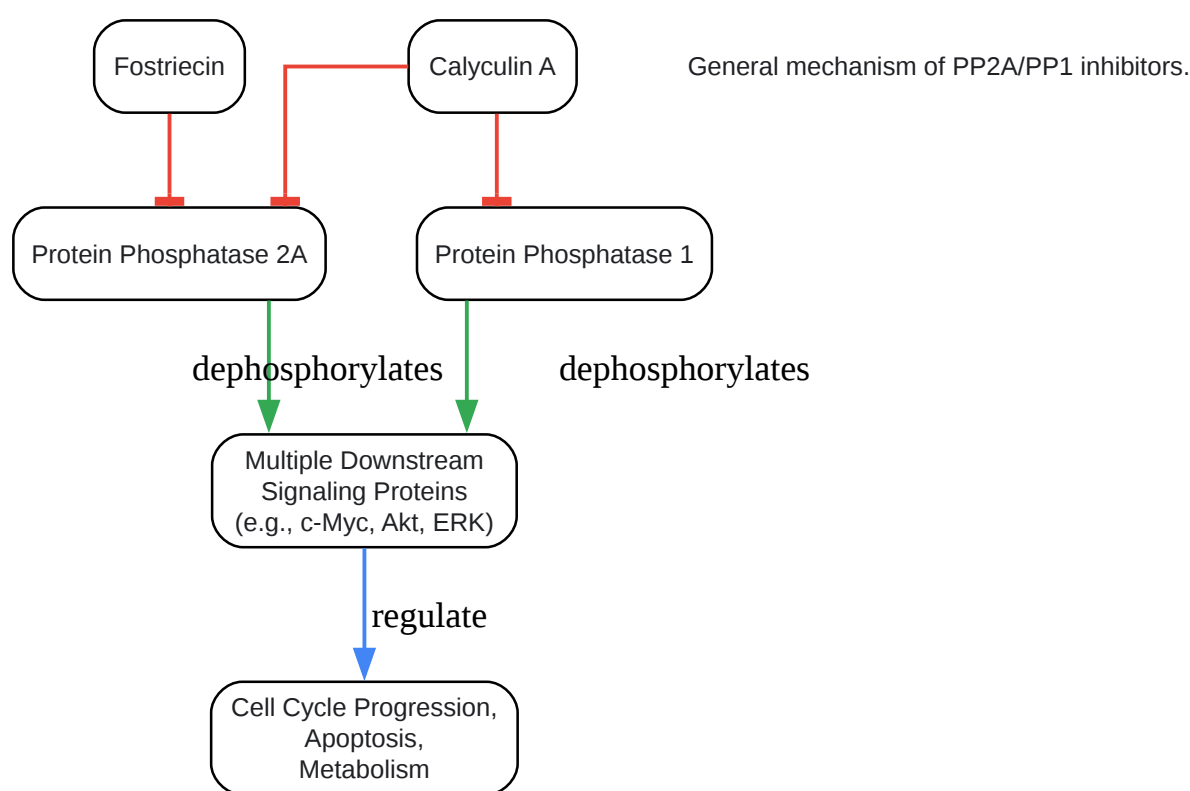 Fostriecin
Calyculin A
General mechanism of PP2A/PP1 inhibitors.
Protein Phosphatase 2A
Protein Phosphatase 1
dephosphorylates
dephosphorylates
Multiple Downstream
Signaling Proteins
(e.g., c-Myc, Akt, ERK)
regulate
Cell Cycle Progression,
Apoptosis,
Metabolism